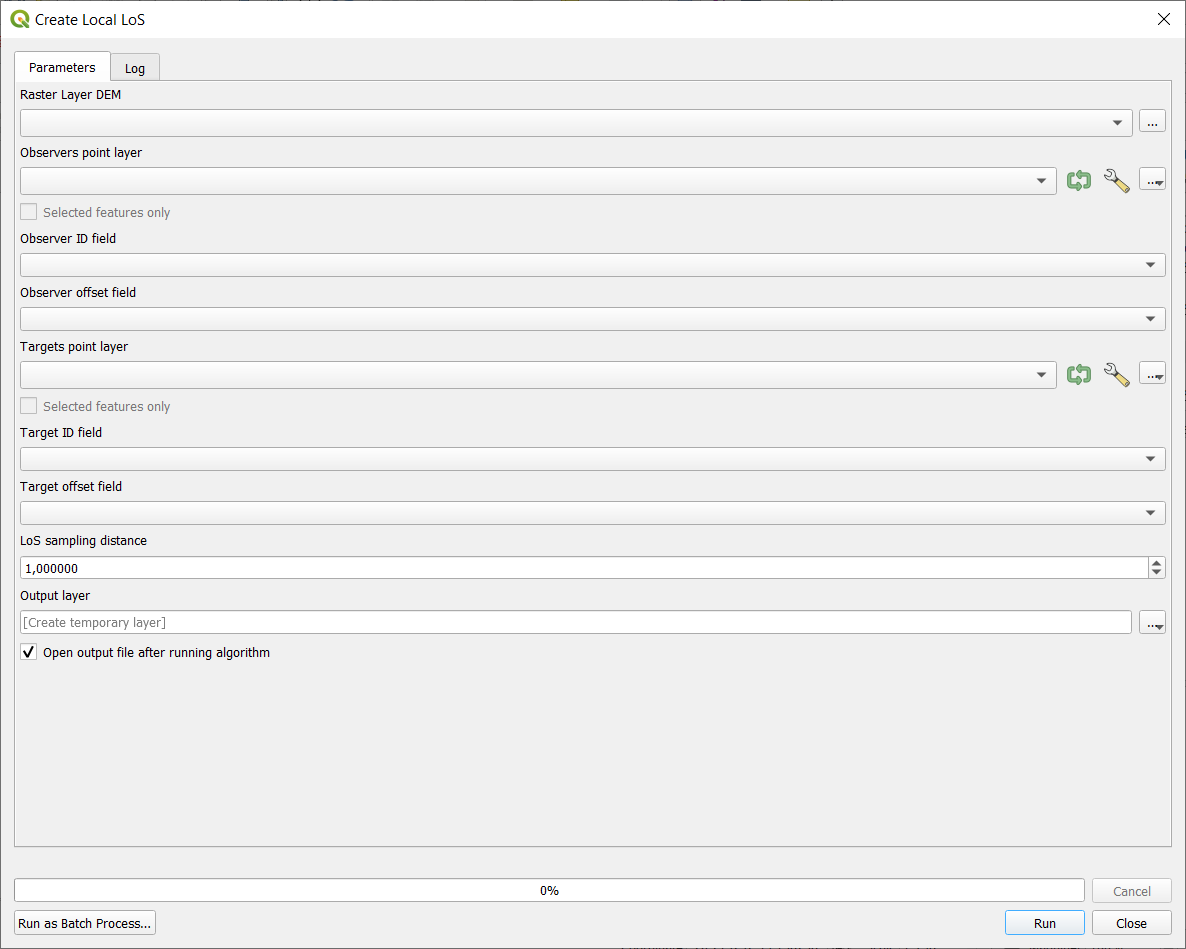 Create Local LoS
Parameters
Log
Raster Layer DEM
...
Observers point layer
...
Selected features only
Observer ID field
Observer offset field
Targets point layer
...
Selected features only
Target ID field
Target offset field
LoS sampling distance
1,000000
Output layer
[Create temporary layer]
...
Open output file after running algorithm
0%
Cancel
Run as Batch Process...
Run
Close